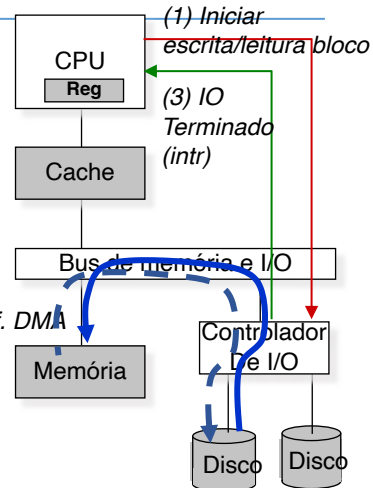 (1) Iniciar
escrita/leitura bloco
CPU
Reg
(3) IO
Terminado
(intr)
Cache
Bus de memória e I/O
DMA
Controlador
De I/O
Memória
Disco
Disco